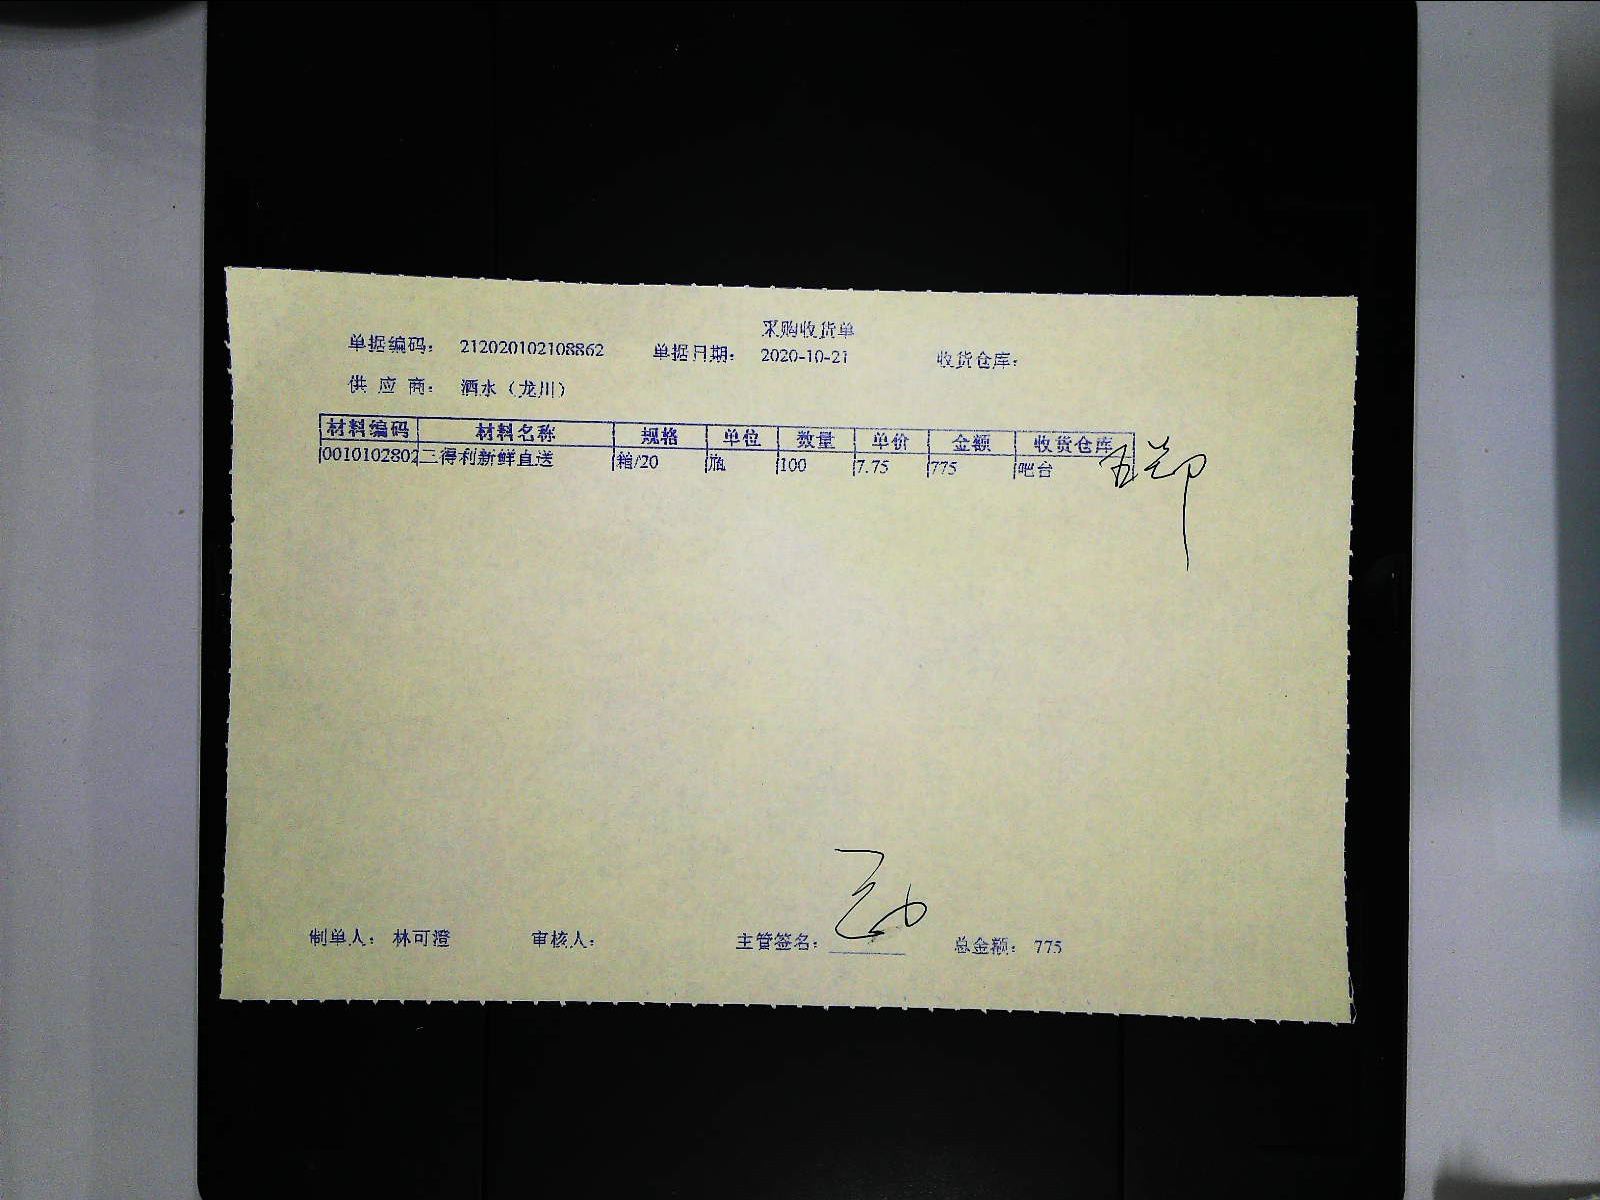 采购收货单
单据编码： 212020102108862 单据日期： 2020-10-21 收货仓库：
供 应 商： 酒水（龙川）
材料编码 材料名称 规格 单位 数量 单价 金额 收货仓库
0010102802 三得利新鲜直送 箱/20 瓶 100 7.75 775 吧台
制单人： 林可澄 审核人： 主管签名： 总金额： 775